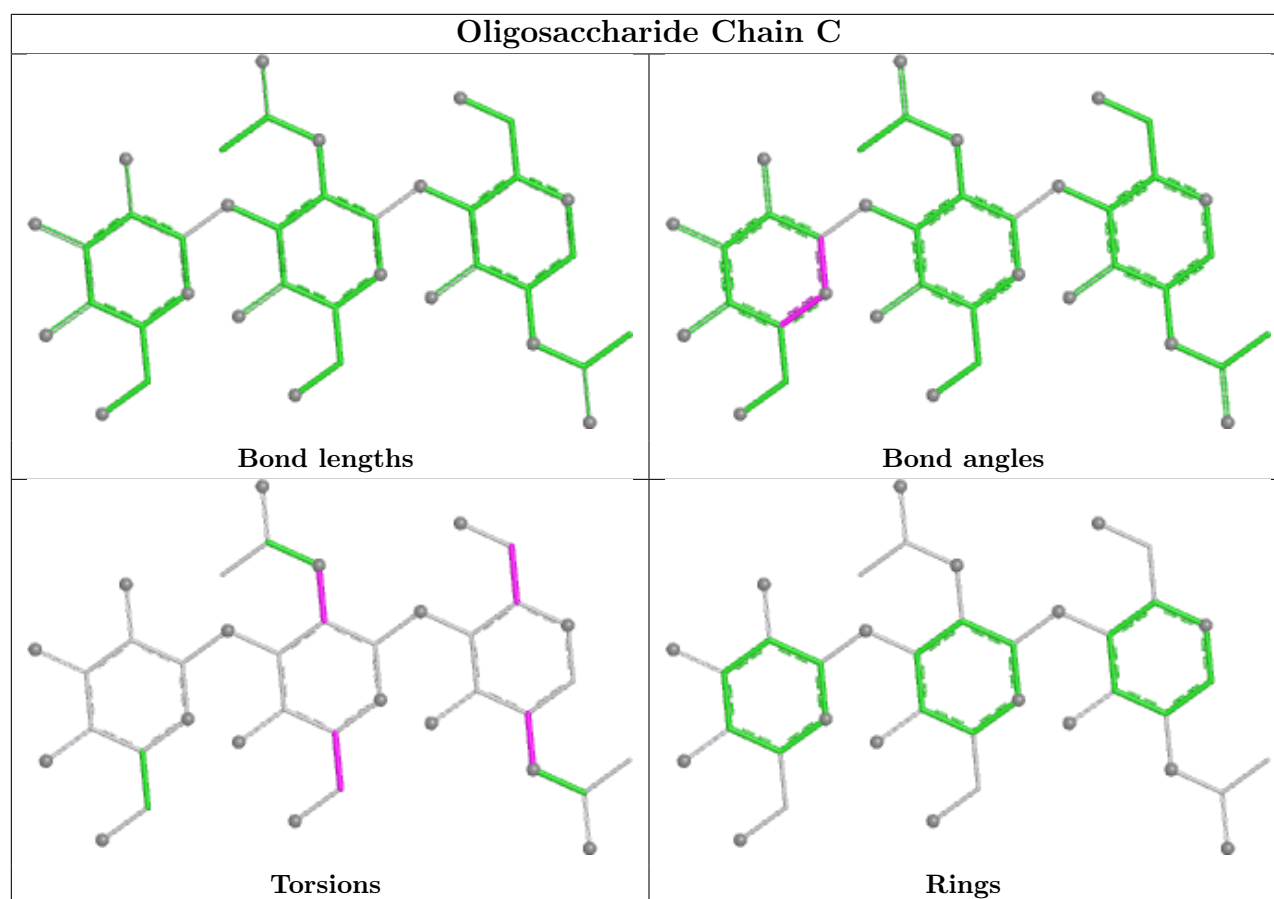 Oligosaccharide Chain C
Bond lengths
Bond angles
Torsions
Rings